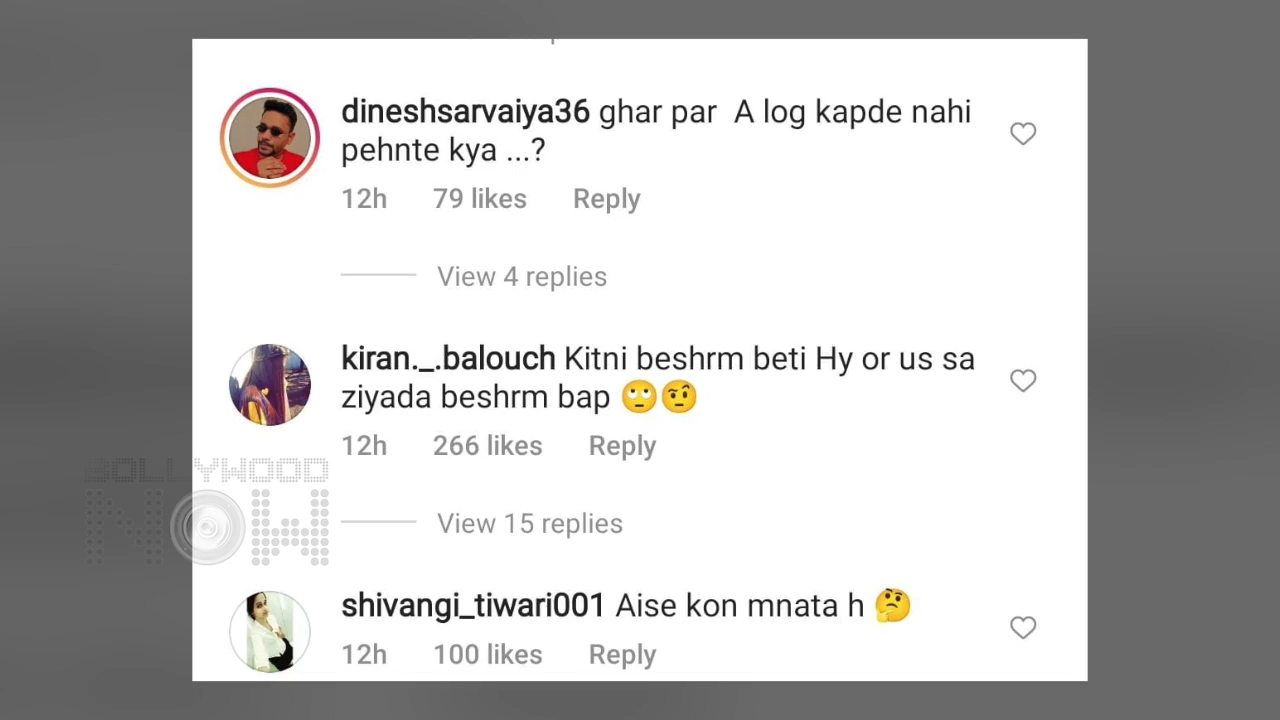 dineshsarvaiya36 ghar par A log kapde nahi
pehnte kya ...?
12h 79 likes Reply
View 4 replies
kiran._.balouch Kitni beshrm beti Hy or us sa
ziyada beshrm bap 🙄🤨
12h 266 likes Reply
View 15 replies
BOLLYWOOD
NOW
shivangi_tiwari001 Aise kon mnata h 🤔
12h 100 likes Reply